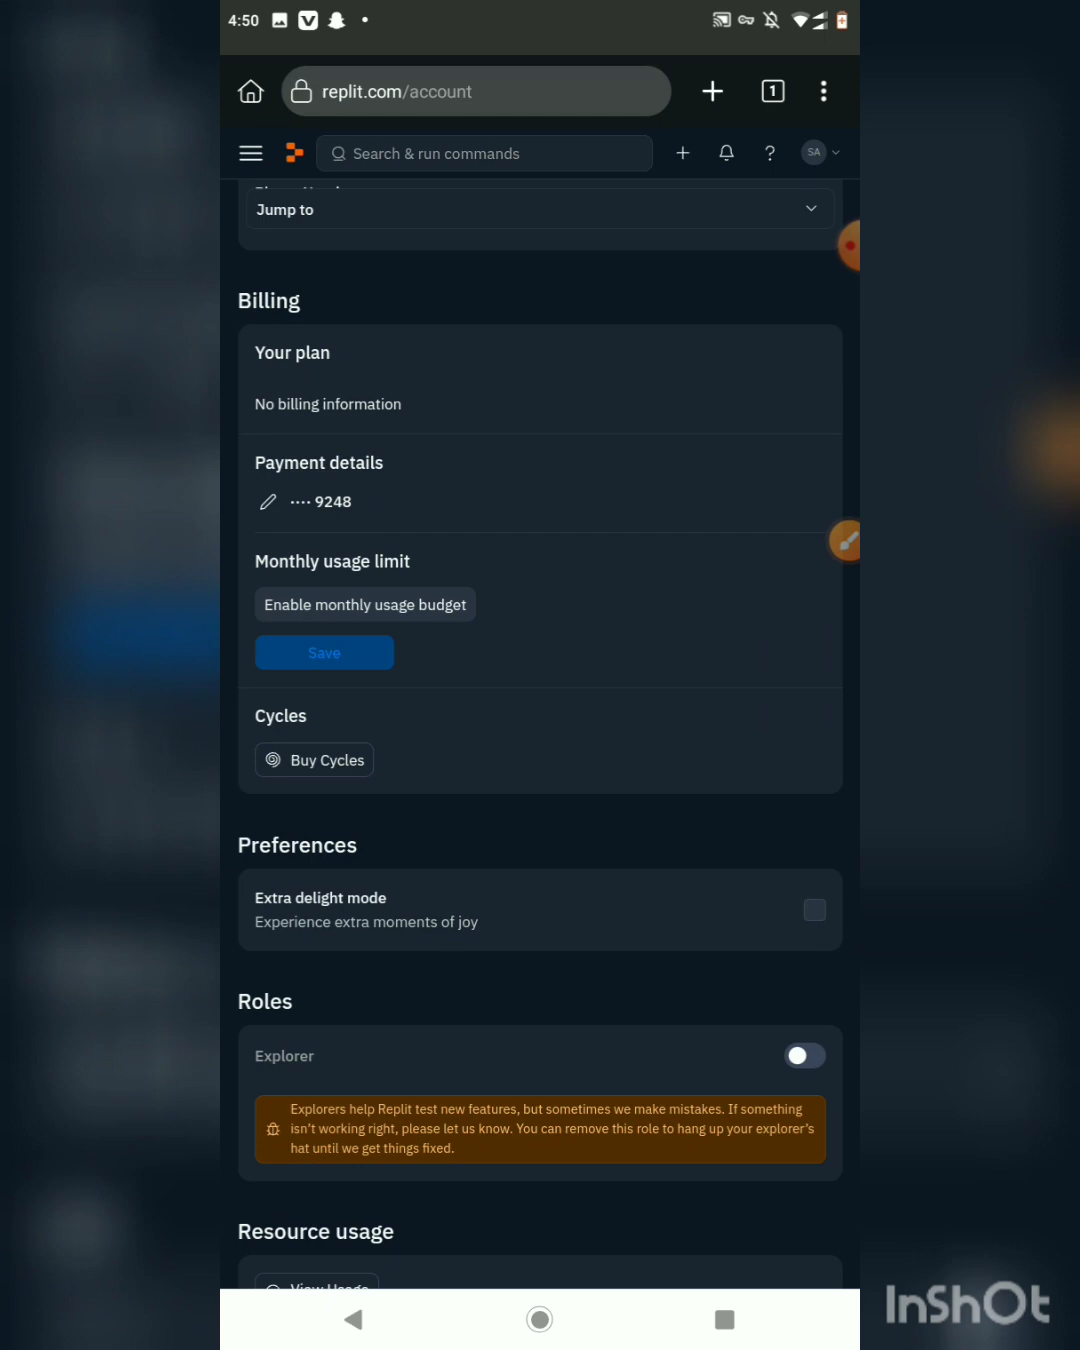 4:50
replit.com/account
1
Search & run commands
+
?
SA
Jump to
Billing
Your plan
No billing information
Payment details
···· 9248
Monthly usage limit
Enable monthly usage budget
Save
Cycles
Buy Cycles
Preferences
Extra delight mode
Experience extra moments of joy
Roles
Explorer
Explorers help Replit test new features, but sometimes we make mistakes. If something
isn't working right, please let us know. You can remove this role to hang up your explorer's
hat until we get things fixed.
Resource usage
View Usage
InShOt